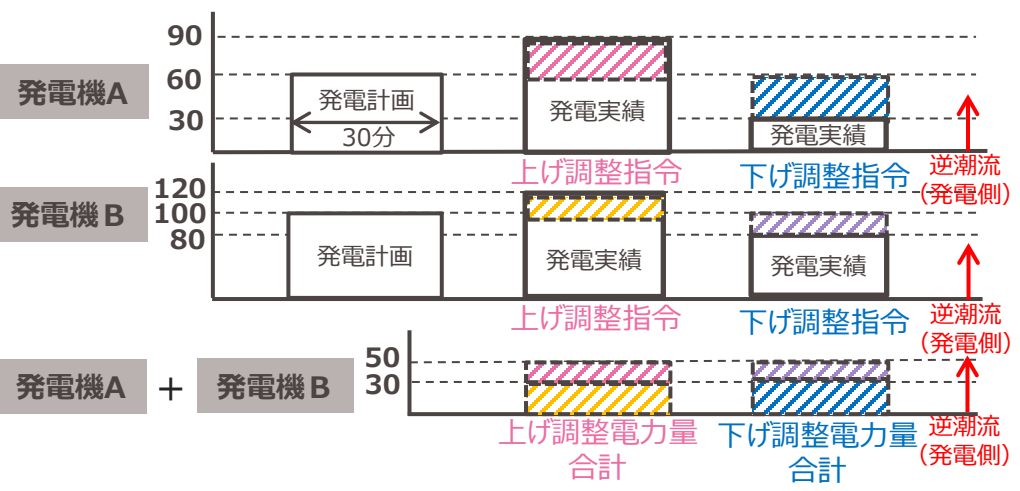 90
60
30
発電機A
発電計画
30分
発電実績
発電実績
上げ調整指令
下げ調整指令
逆潮流
(発電側)
120
100
80
発電機B
発電計画
発電実績
発電実績
上げ調整指令
下げ調整指令
逆潮流
(発電側)
50
30
発電機A + 発電機B
上げ調整電力量
合計
下げ調整電力量
合計
逆潮流
(発電側)